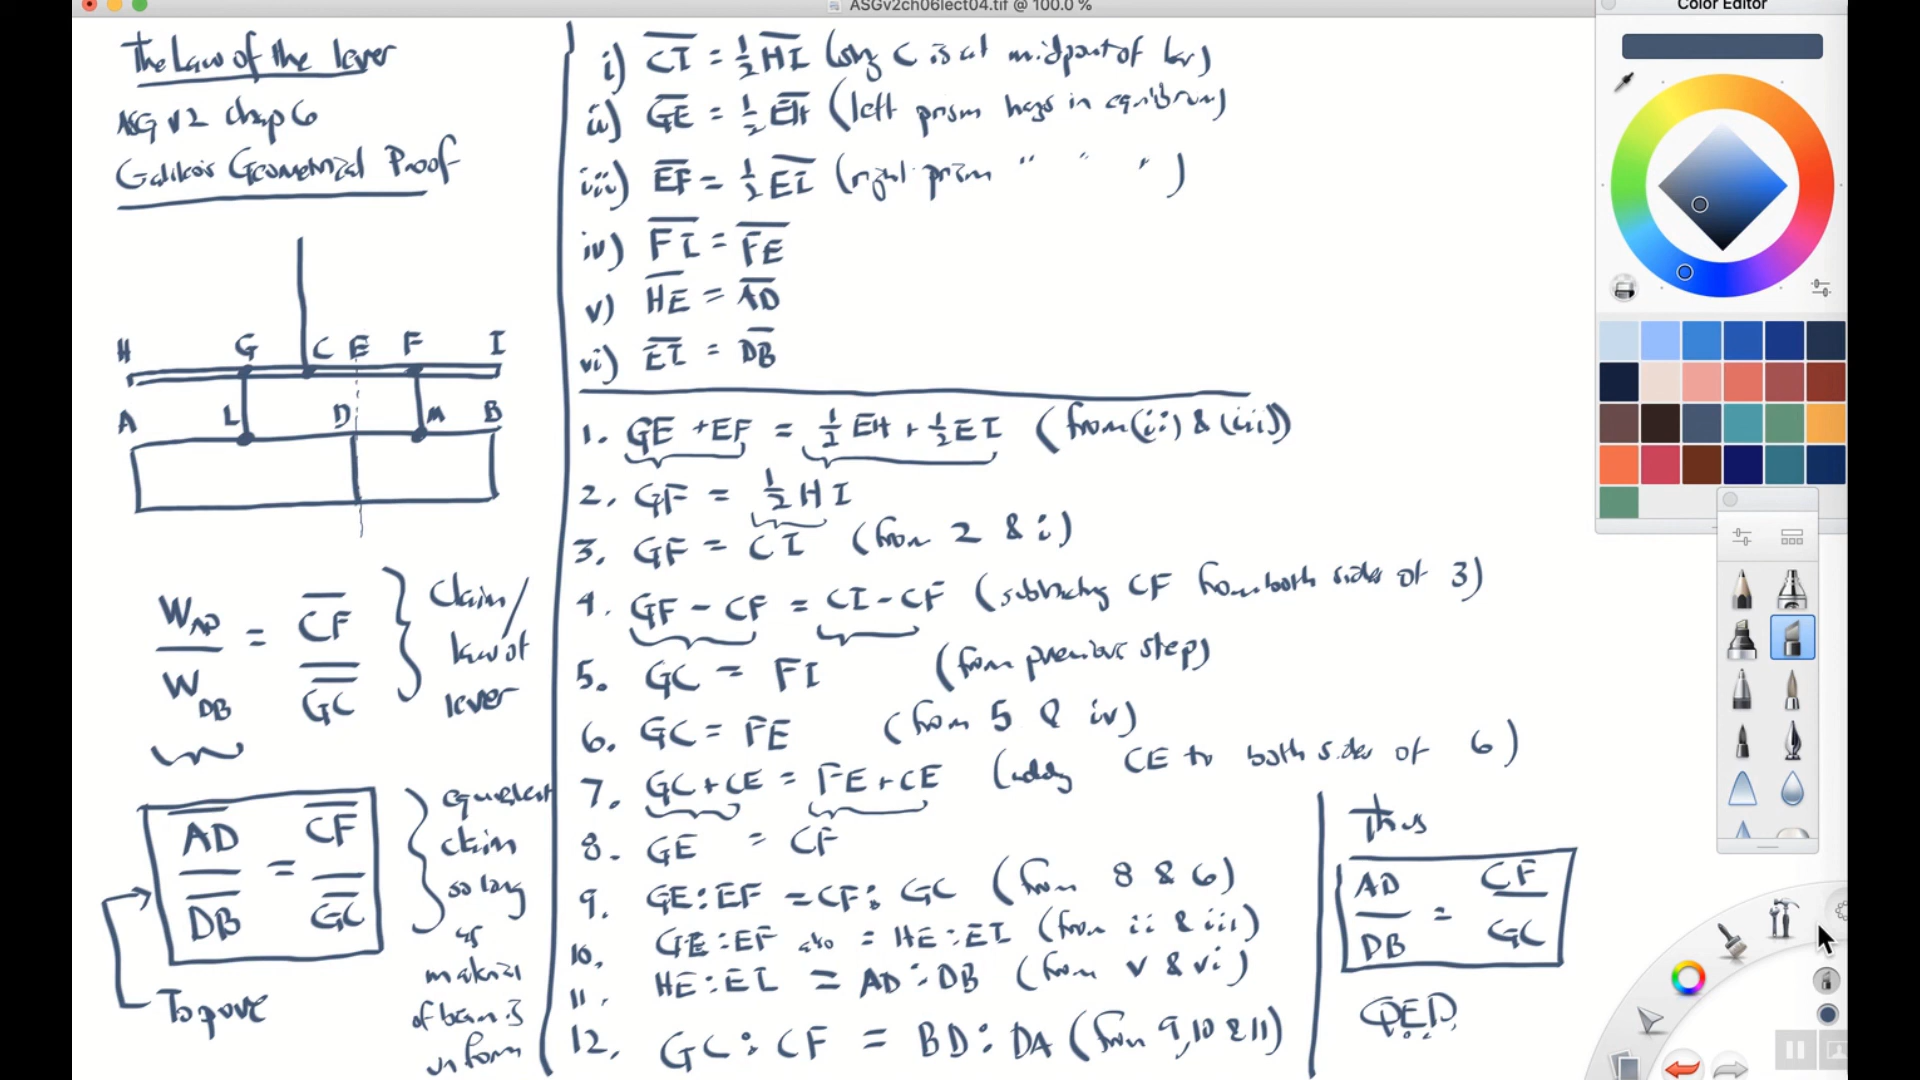 ASGv2ch06lect04.tif @ 100.0 %
Color Editor
The Law of the lever
ASG V2 Chap 6
Galileo's Geometrical Proof
H G C E F I
A L D M B
W_AD / W_DB = CF / GC
claim/
law of
lever
AD / DB = CF / GC
equivalent
claim
so long
as
material
of beam is
uniform
To prove
i) CI = 1/2 HI (long C is at midpoint of bar)
ii) GE = 1/2 EH (left prism hangs in equilibrium)
iii) EF = 1/2 EI (right prism " " ")
iv) FI = FE
v) HE = AD
vi) EI = DB
1. GE + EF = 1/2 EH + 1/2 EI (from (ii) & (iii))
2. GF = 1/2 HI
3. GF = CI (from 2 & i)
4. GF - CF = CI - CF (subtracting CF from both sides of 3)
5. GC = FI (from previous step)
6. GC = FE (from 5 & iv)
7. GC + CE = FE + CE (adding CE to both sides of 6)
8. GE = CF
9. GE : EF = CF : GC (from 8 & 6)
10. GE : EF also = HE : EI (from ii & iii)
11. HE : EI = AD : DB (from v & vi)
12. GC : CF = BD : DA (from 9, 10 & 11)
Thus
AD / DB = CF / GC
Q.E.D.